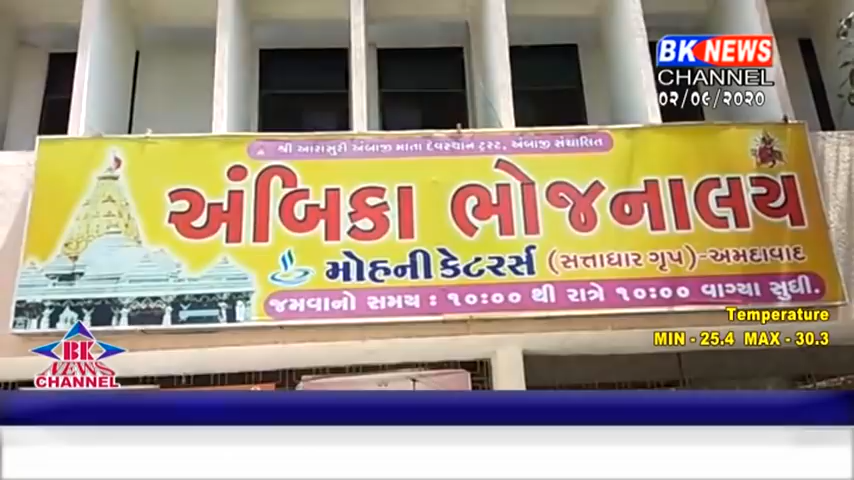 BK NEWS
CHANNEL
૦૨/૦૯/૨૦૨૦
શ્રી આરાસુરી અંબાજી માતા દેવસ્થાન ટ્રસ્ટ, અંબાજી સંચાલિત
અંબિકા ભોજનાલય
મોહની કેટરર્સ (સત્તાધાર ગૃપ)-અમદાવાદ
જમવાનો સમય : ૧૦:૦૦ થી રાત્રે ૧૦:૦૦ વાગ્યા સુધી.
Temperature
MIN - 25.4 MAX - 30.3
BK
NEWS
CHANNEL